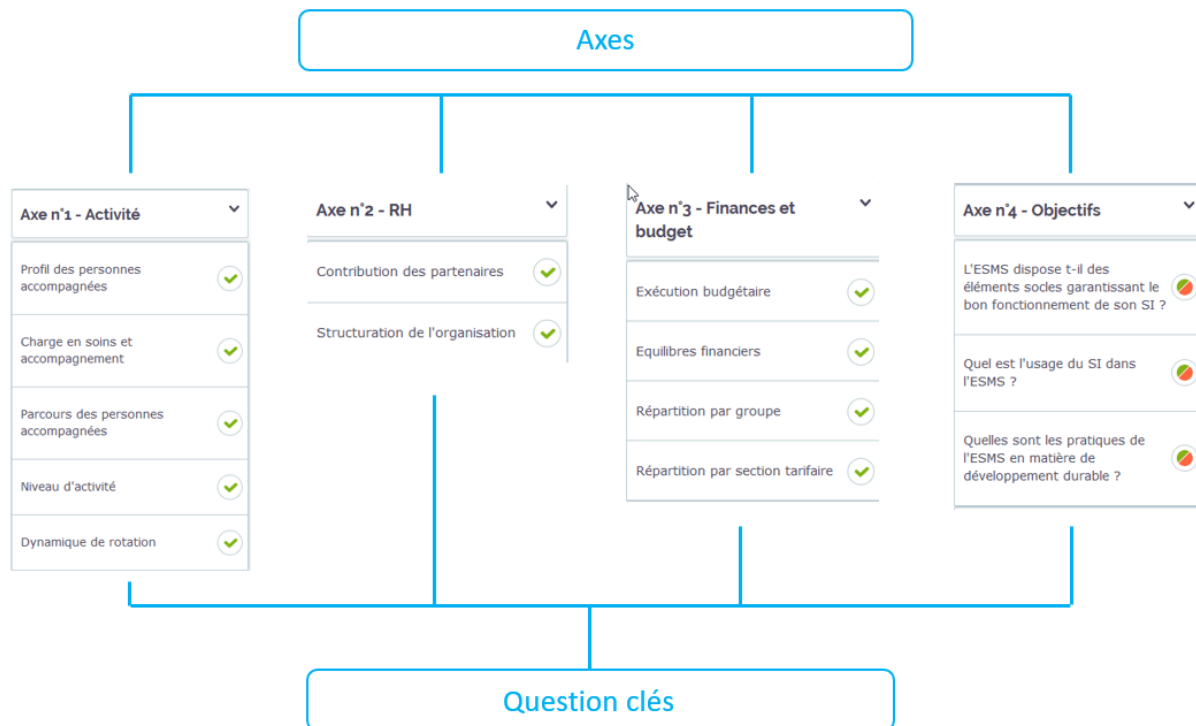 Axes
Axe n°1 - Activité
Profil des personnes
accompagnées
Charge en soins et
accompagnement
Parcours des personnes
accompagnées
Niveau d'activité
Dynamique de rotation
Axe n°2 - RH
Contribution des partenaires
Structuration de l'organisation
Axe n°3 - Finances et
budget
Exécution budgétaire
Equilibres financiers
Répartition par groupe
Répartition par section tarifaire
Axe n°4 - Objectifs
L'ESMS dispose t-il des
éléments socles garantissant le
bon fonctionnement de son SI ?
Quel est l'usage du SI dans
l'ESMS ?
Quelles sont les pratiques de
l'ESMS en matière de
développement durable ?
Question clés